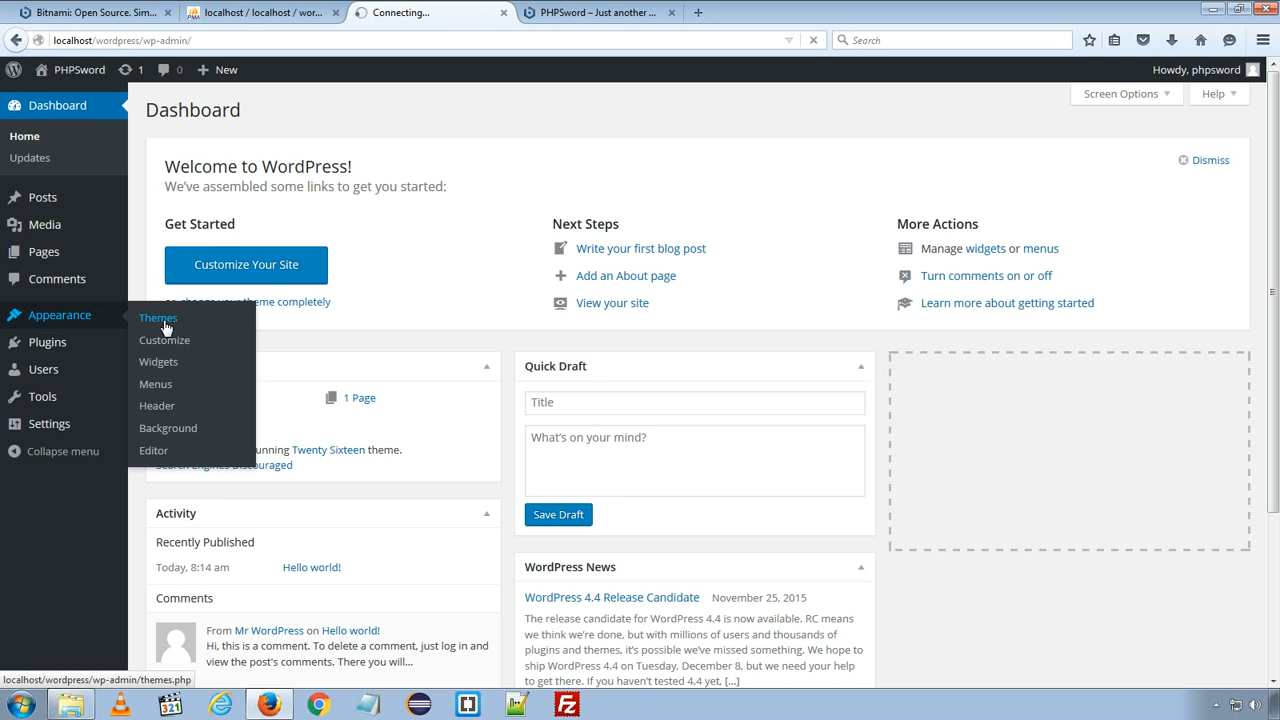 Bitnami: Open Source. Sim...
localhost / localhost / wor...
Connecting...
PHPSword – Just another ...
localhost/wordpress/wp-admin/
Search
PHPSword
1
0
New
Howdy, phpsword
Dashboard
Home
Updates
Posts
Media
Pages
Comments
Appearance
Plugins
Users
Tools
Settings
Collapse menu
Themes
Customize
Widgets
Menus
Header
Background
Editor
Dashboard
Screen Options
Help
Welcome to WordPress!
We've assembled some links to get you started:
Dismiss
Get Started
Customize Your Site
or, change your theme completely
Next Steps
Write your first blog post
Add an About page
View your site
More Actions
Manage widgets or menus
Turn comments on or off
Learn more about getting started
1 Page
unning Twenty Sixteen theme.
Search Engines Discouraged
Activity
Recently Published
Today, 8:14 am Hello world!
Comments
From Mr WordPress on Hello world!
Hi, this is a comment. To delete a comment, just log in and
view the post's comments. There you will...
Quick Draft
Title
What's on your mind?
Save Draft
WordPress News
WordPress 4.4 Release Candidate November 25, 2015
The release candidate for WordPress 4.4 is now available. RC means
we think we're done, but with millions of users and thousands of
plugins and themes, it's possible we've missed something. We hope to
ship WordPress 4.4 on Tuesday, December 8, but we need your help
to get there. If you haven't tested 4.4 yet, [...]
localhost/wordpress/wp-admin/themes.php
321
Fz